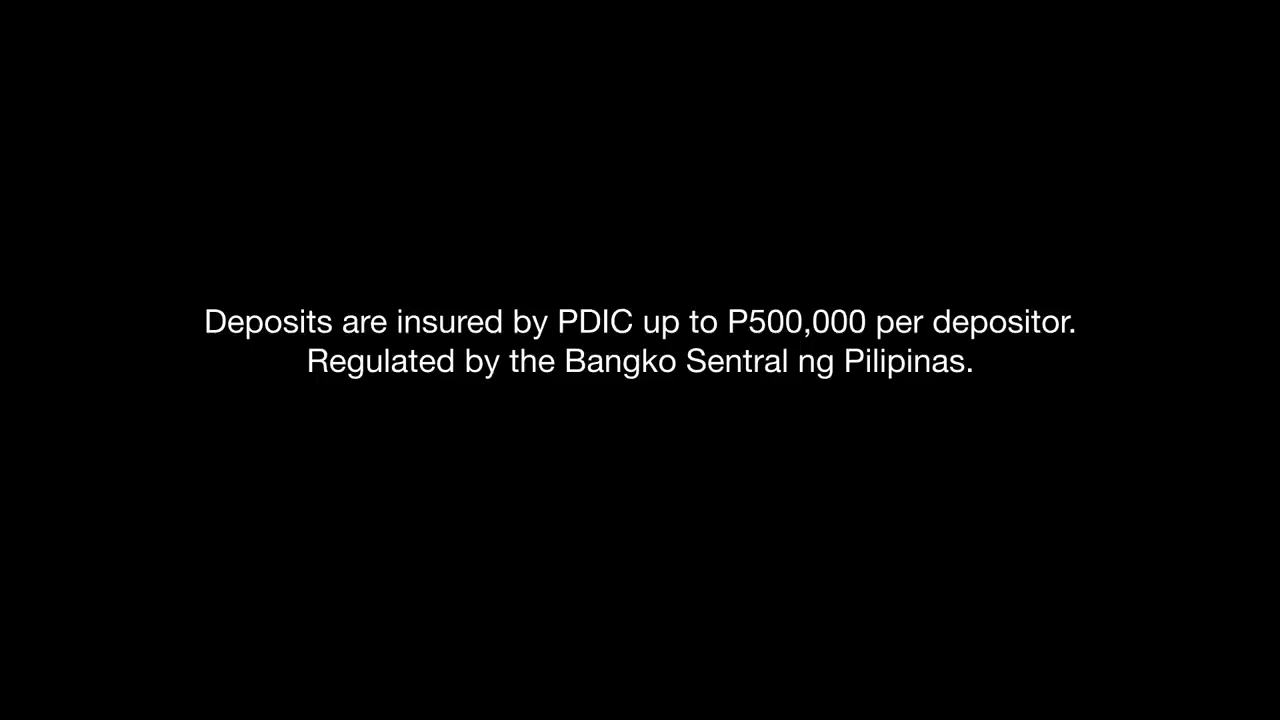 Deposits are insured by PDIC up to P500,000 per depositor.
Regulated by the Bangko Sentral ng Pilipinas.